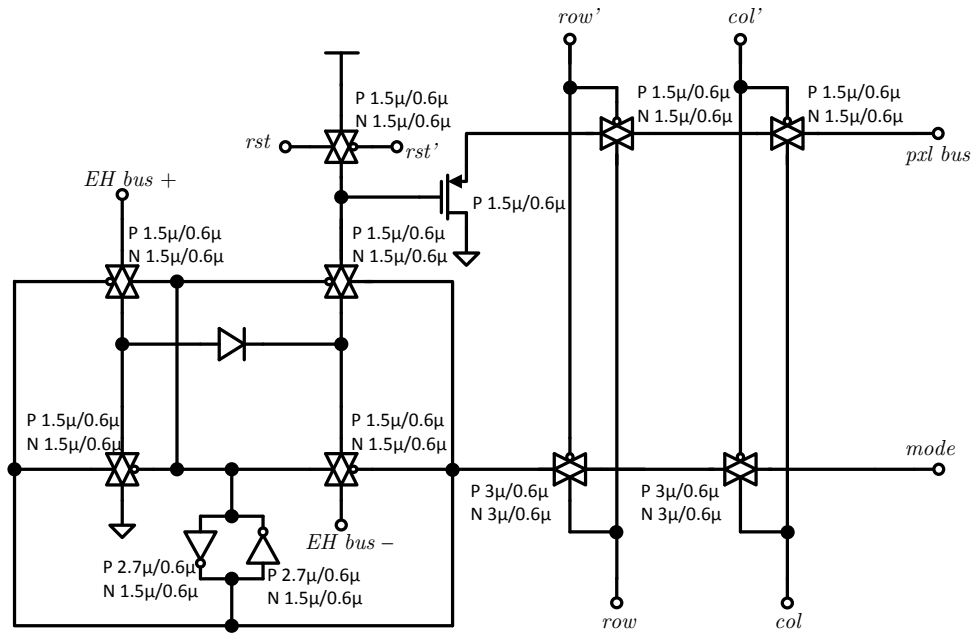 row'
col'
P 1.5μ/0.6μ
N 1.5μ/0.6μ
P 1.5μ/0.6μ
N 1.5μ/0.6μ
P 1.5μ/0.6μ
N 1.5μ/0.6μ
rst
rst'
pxl bus
EH bus +
P 1.5μ/0.6μ
P 1.5μ/0.6μ
N 1.5μ/0.6μ
P 1.5μ/0.6μ
N 1.5μ/0.6μ
P 1.5μ/0.6μ
N 1.5μ/0.6μ
P 1.5μ/0.6μ
N 1.5μ/0.6μ
mode
P 3μ/0.6μ
N 3μ/0.6μ
P 3μ/0.6μ
N 3μ/0.6μ
EH bus −
P 2.7μ/0.6μ
N 1.5μ/0.6μ
P 2.7μ/0.6μ
N 1.5μ/0.6μ
row
col